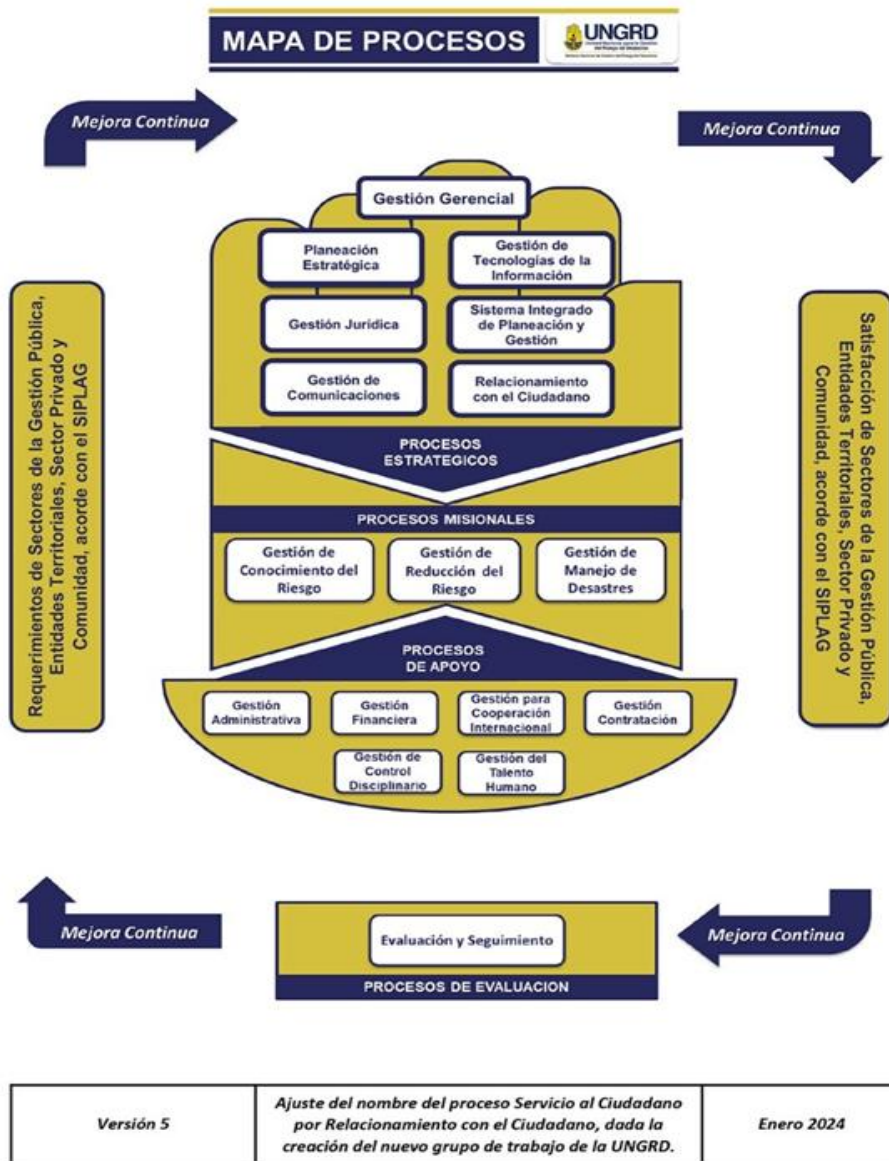 MAPA DE PROCESOS
UNGRD
Mejora Continua
Mejora Continua
Gestión Gerencial
Planeación
Estratégica
Gestión de
Tecnologías de la
Información
Gestión Jurídica
Sistema Integrado
de Planeación y
Gestión
Gestión de
Comunicaciones
Relacionamiento
con el Ciudadano
PROCESOS
ESTRATEGICOS
Requerimientos de Sectores de la Gestión Pública,
Entidades Territoriales, Sector Privado y
Comunidad, acorde con el SIPLAG
Satisfacción de Sectores de la Gestión Pública,
Entidades Territoriales, Sector Privado y
Comunidad, acorde con el SIPLAG
PROCESOS MISIONALES
Gestión de
Conocimiento del
Riesgo
Gestión de
Reducción del
Riesgo
Gestión de
Manejo de
Desastres
PROCESOS
DE APOYO
Gestión
Administrativa
Gestión
Financiera
Gestión para
Cooperación
Internacional
Gestión
Contratación
Gestión de
Control
Disciplinario
Gestión del
Talento
Humano
Mejora Continua
Evaluación y Seguimiento
PROCESOS DE EVALUACION
Mejora Continua
Versión 5
Ajuste del nombre del proceso Servicio al Ciudadano
por Relacionamiento con el Ciudadano, dada la
creación del nuevo grupo de trabajo de la UNGRD.
Enero 2024